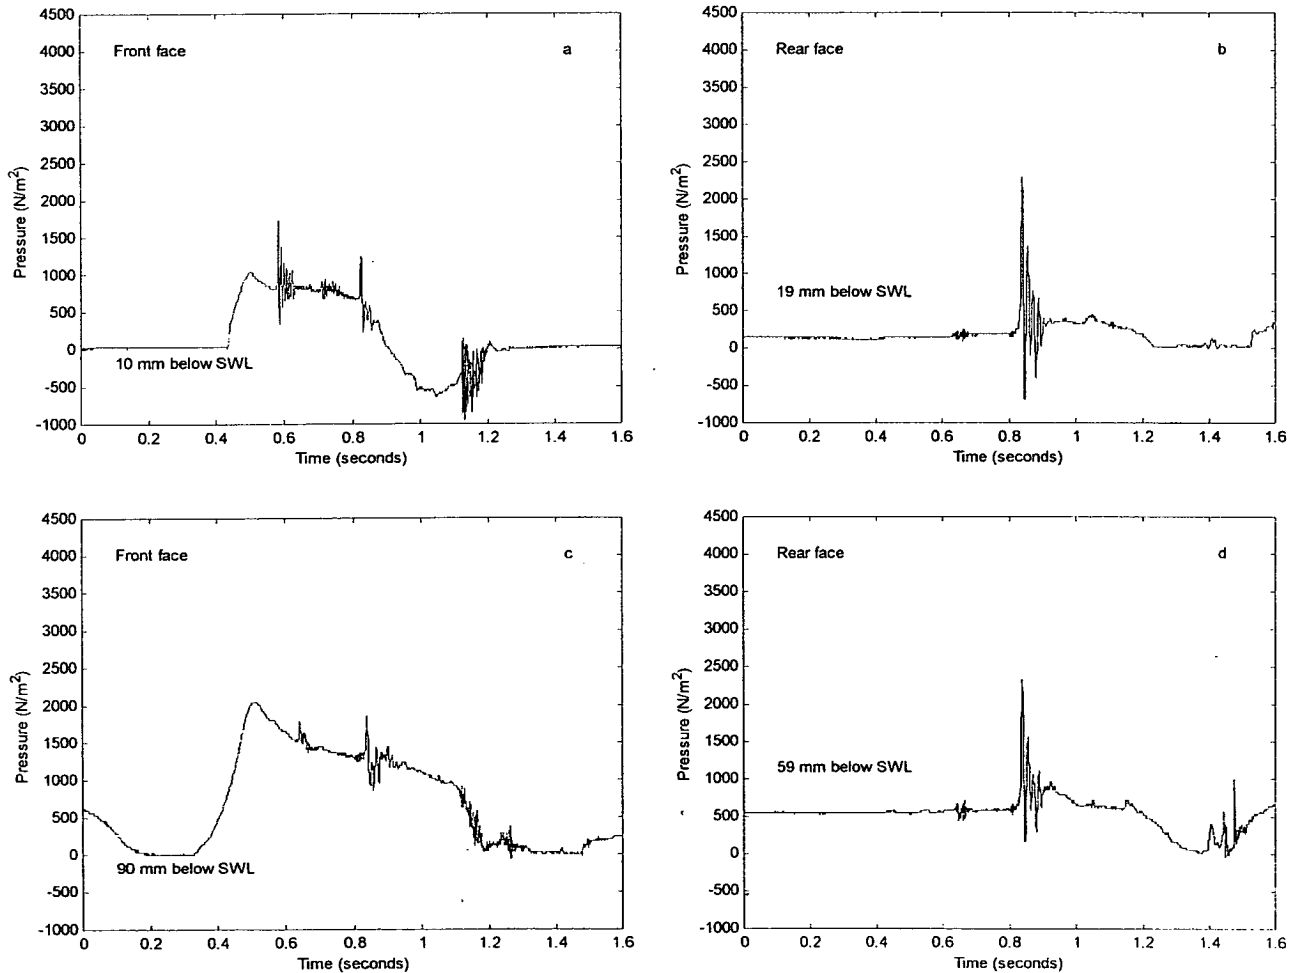 4500
4000
3500
3000
2500
2000
1500
1000
500
0
-500
-1000
Pressure (N/m²)
Front face
a
10 mm below SWL
0 0.2 0.4 0.6 0.8 1 1.2 1.4 1.6
Time (seconds)
4500
4000
3500
3000
2500
2000
1500
1000
500
0
-500
-1000
Pressure (N/m²)
Rear face
b
19 mm below SWL
0 0.2 0.4 0.6 0.8 1 1.2 1.4 1.6
Time (seconds)
4500
4000
3500
3000
2500
2000
1500
1000
500
0
-500
-1000
Pressure (N/m²)
Front face
c
90 mm below SWL
0 0.2 0.4 0.6 0.8 1 1.2 1.4 1.6
Time (seconds)
4500
4000
3500
3000
2500
2000
1500
1000
500
0
-500
-1000
Pressure (N/m²)
Rear face
d
59 mm below SWL
0 0.2 0.4 0.6 0.8 1 1.2 1.4 1.6
Time (seconds)